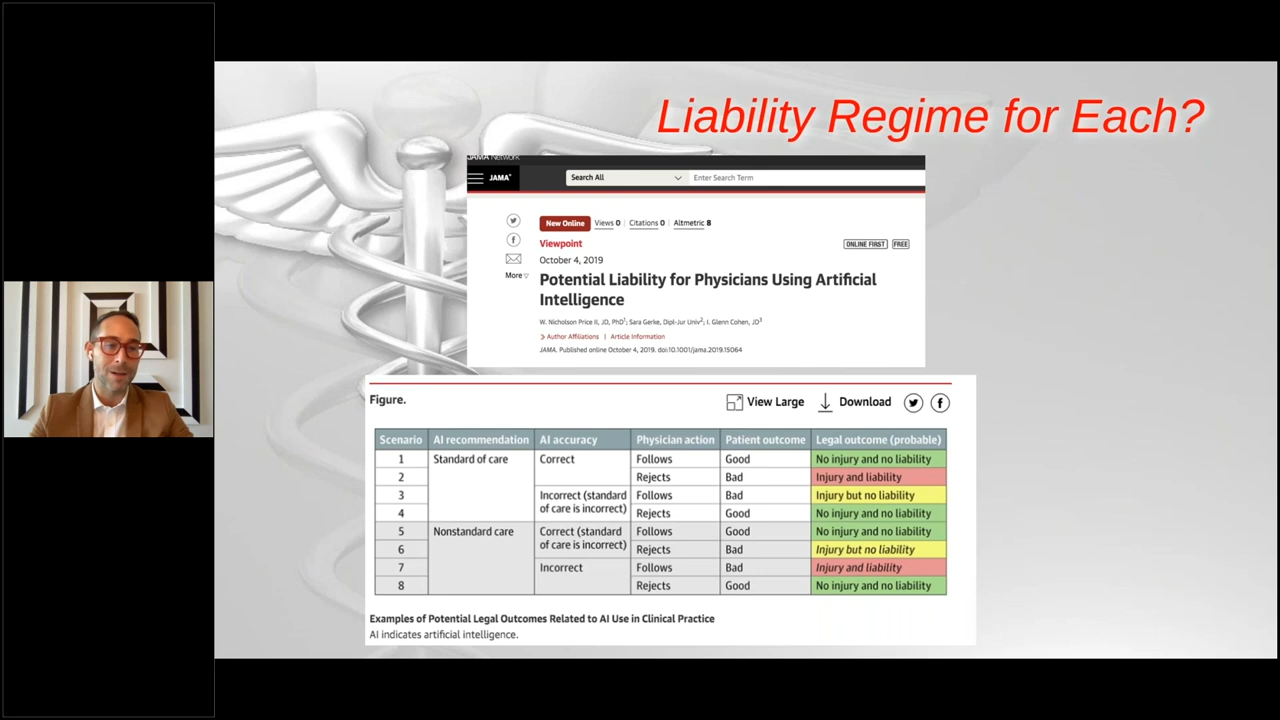 Liability Regime for Each?
JAMA Network
JAMA
Search All
Enter Search Term
New Online Views 0 | Citations 0 | Altmetric 8
Viewpoint
ONLINE FIRST FREE
October 4, 2019
More
Potential Liability for Physicians Using Artificial
Intelligence
W. Nicholson Price II, JD, PhD1; Sara Gerke, Dipl-Jur Univ2; I. Glenn Cohen, JD3
> Author Affiliations | Article Information
JAMA. Published online October 4, 2019. doi:10.1001/jama.2019.15064
Figure.
View Large
Download
Scenario AI recommendation AI accuracy Physician action Patient outcome Legal outcome (probable)
1 Standard of care Correct Follows Good No injury and no liability
2 Rejects Bad Injury and liability
3 Incorrect (standard Follows Bad Injury but no liability
4 of care is incorrect) Rejects Good No injury and no liability
5 Nonstandard care Correct (standard Follows Good No injury and no liability
6 of care is incorrect) Rejects Bad Injury but no liability
7 Incorrect Follows Bad Injury and liability
8 Rejects Good No injury and no liability
Examples of Potential Legal Outcomes Related to AI Use in Clinical Practice
AI indicates artificial intelligence.